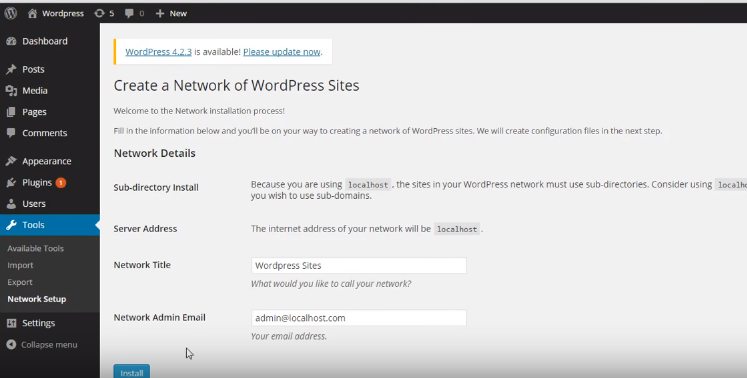 Wordpress 5 0 New
Dashboard
Posts
Media
Pages
Comments
Appearance
Plugins 1
Users
Tools
Available Tools
Import
Export
Network Setup
Settings
Collapse menu
WordPress 4.2.3 is available! Please update now.
Create a Network of WordPress Sites
Welcome to the Network installation process!
Fill in the information below and you'll be on your way to creating a network of WordPress sites. We will create configuration files in the next step.
Network Details
Sub-directory Install
Because you are using localhost, the sites in your WordPress network must use sub-directories. Consider using
you wish to use sub-domains.
Server Address
The internet address of your network will be localhost.
Network Title
Wordpress Sites
What would you like to call your network?
Network Admin Email
admin@localhost.com
Your email address.
Install